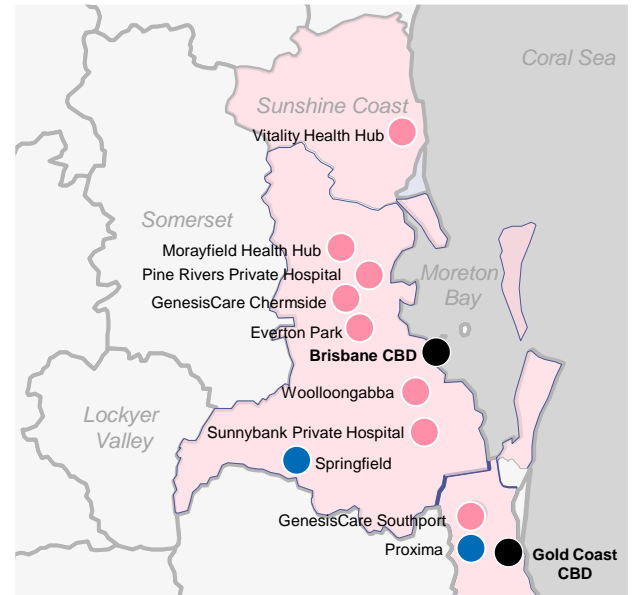 Coral Sea
Sunshine Coast
Vitality Health Hub
Somerset
Morayfield Health Hub
Pine Rivers Private Hospital
Moreton
Bay
GenesisCare Chermside
Everton Park
Brisbane CBD
Woolloongabba
Lockyer
Valley
Sunnybank Private Hospital
Springfield
GenesisCare Southport
Proxima
Gold Coast
CBD